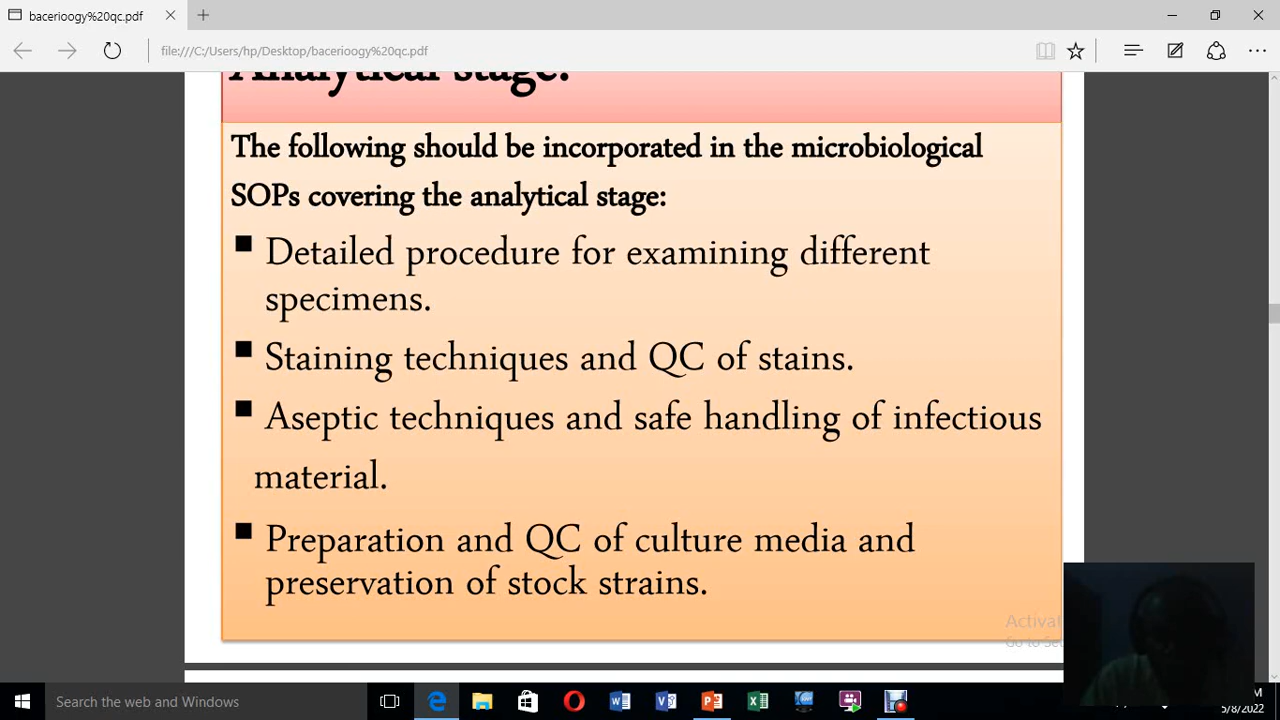 bacerioogy%20qc.pdf
file:///C:/Users/hp/Desktop/bacerioogy%20qc.pdf
Analytical stage:
The following should be incorporated in the microbiological
SOPs covering the analytical stage:
Detailed procedure for examining different
specimens.
Staining techniques and QC of stains.
Aseptic techniques and safe handling of infectious
material.
Preparation and QC of culture media and
preservation of stock strains.
Search the web and Windows
5/8/2022